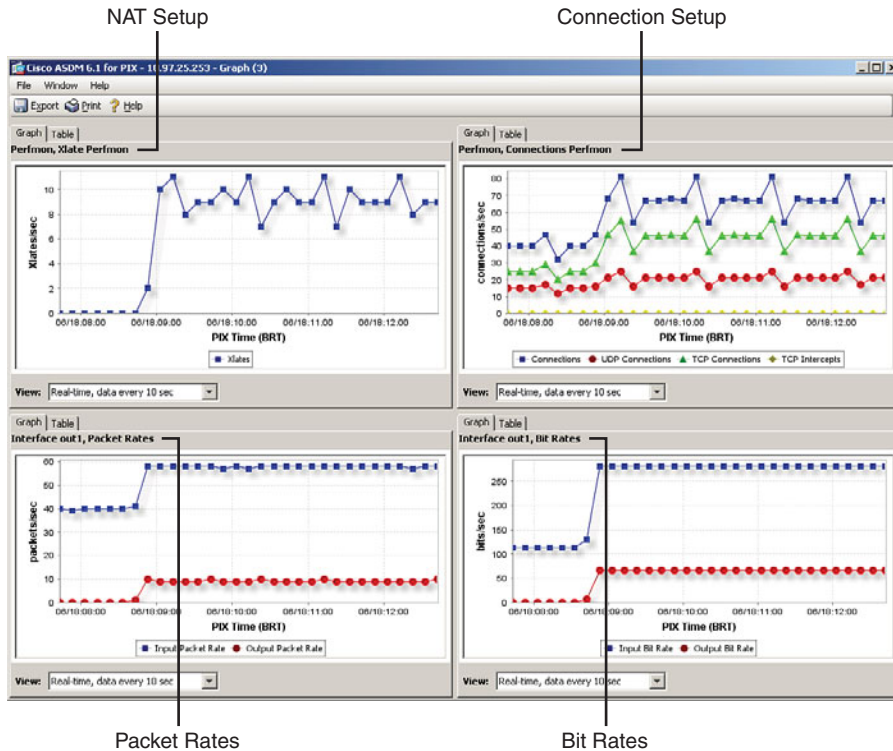 NAT Setup
Connection Setup
Cisco ASDM 6.1 for PIX - 10.97.25.253 - Graph (3)
File Window Help
Export Print Help
Graph Table
Perfmon, Xlate Perfmon
10
8
6
4
2
0
Xlates/sec
06/18:08:00 06/18:09:00 06/18:10:00 06/18:11:00 06/18:12:00
PIX Time (BRT)
Xlates
View: Real-time, data every 10 sec
Graph Table
Perfmon, Connections Perfmon
80
70
60
50
40
30
20
10
0
connections/sec
06/18:08:00 06/18:09:00 06/18:10:00 06/18:11:00 06/18:12:00
PIX Time (BRT)
Connections UDP Connections TCP Connections TCP Intercepts
View: Real-time, data every 10 sec
Graph Table
Interface out1, Packet Rates
60
50
40
30
20
10
0
packets/sec
06/18:08:00 06/18:09:00 06/18:10:00 06/18:11:00 06/18:12:00
PIX Time (BRT)
Input Packet Rate Output Packet Rate
View: Real-time, data every 10 sec
Graph Table
Interface out1, Bit Rates
250
200
150
100
50
0
bits/sec
06/18:08:00 06/18:09:00 06/18:10:00 06/18:11:00 06/18:12:00
PIX Time (BRT)
Input Bit Rate Output Bit Rate
View: Real-time, data every 10 sec
Packet Rates
Bit Rates